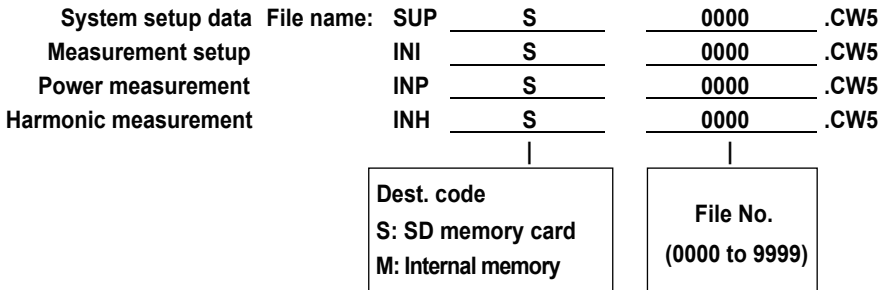 System setup data File name: SUP S 0000 .CW5
Measurement setup INI S 0000 .CW5
Power measurement INP S 0000 .CW5
Harmonic measurement INH S 0000 .CW5
Dest. code
S: SD memory card
M: Internal memory
File No.
(0000 to 9999)